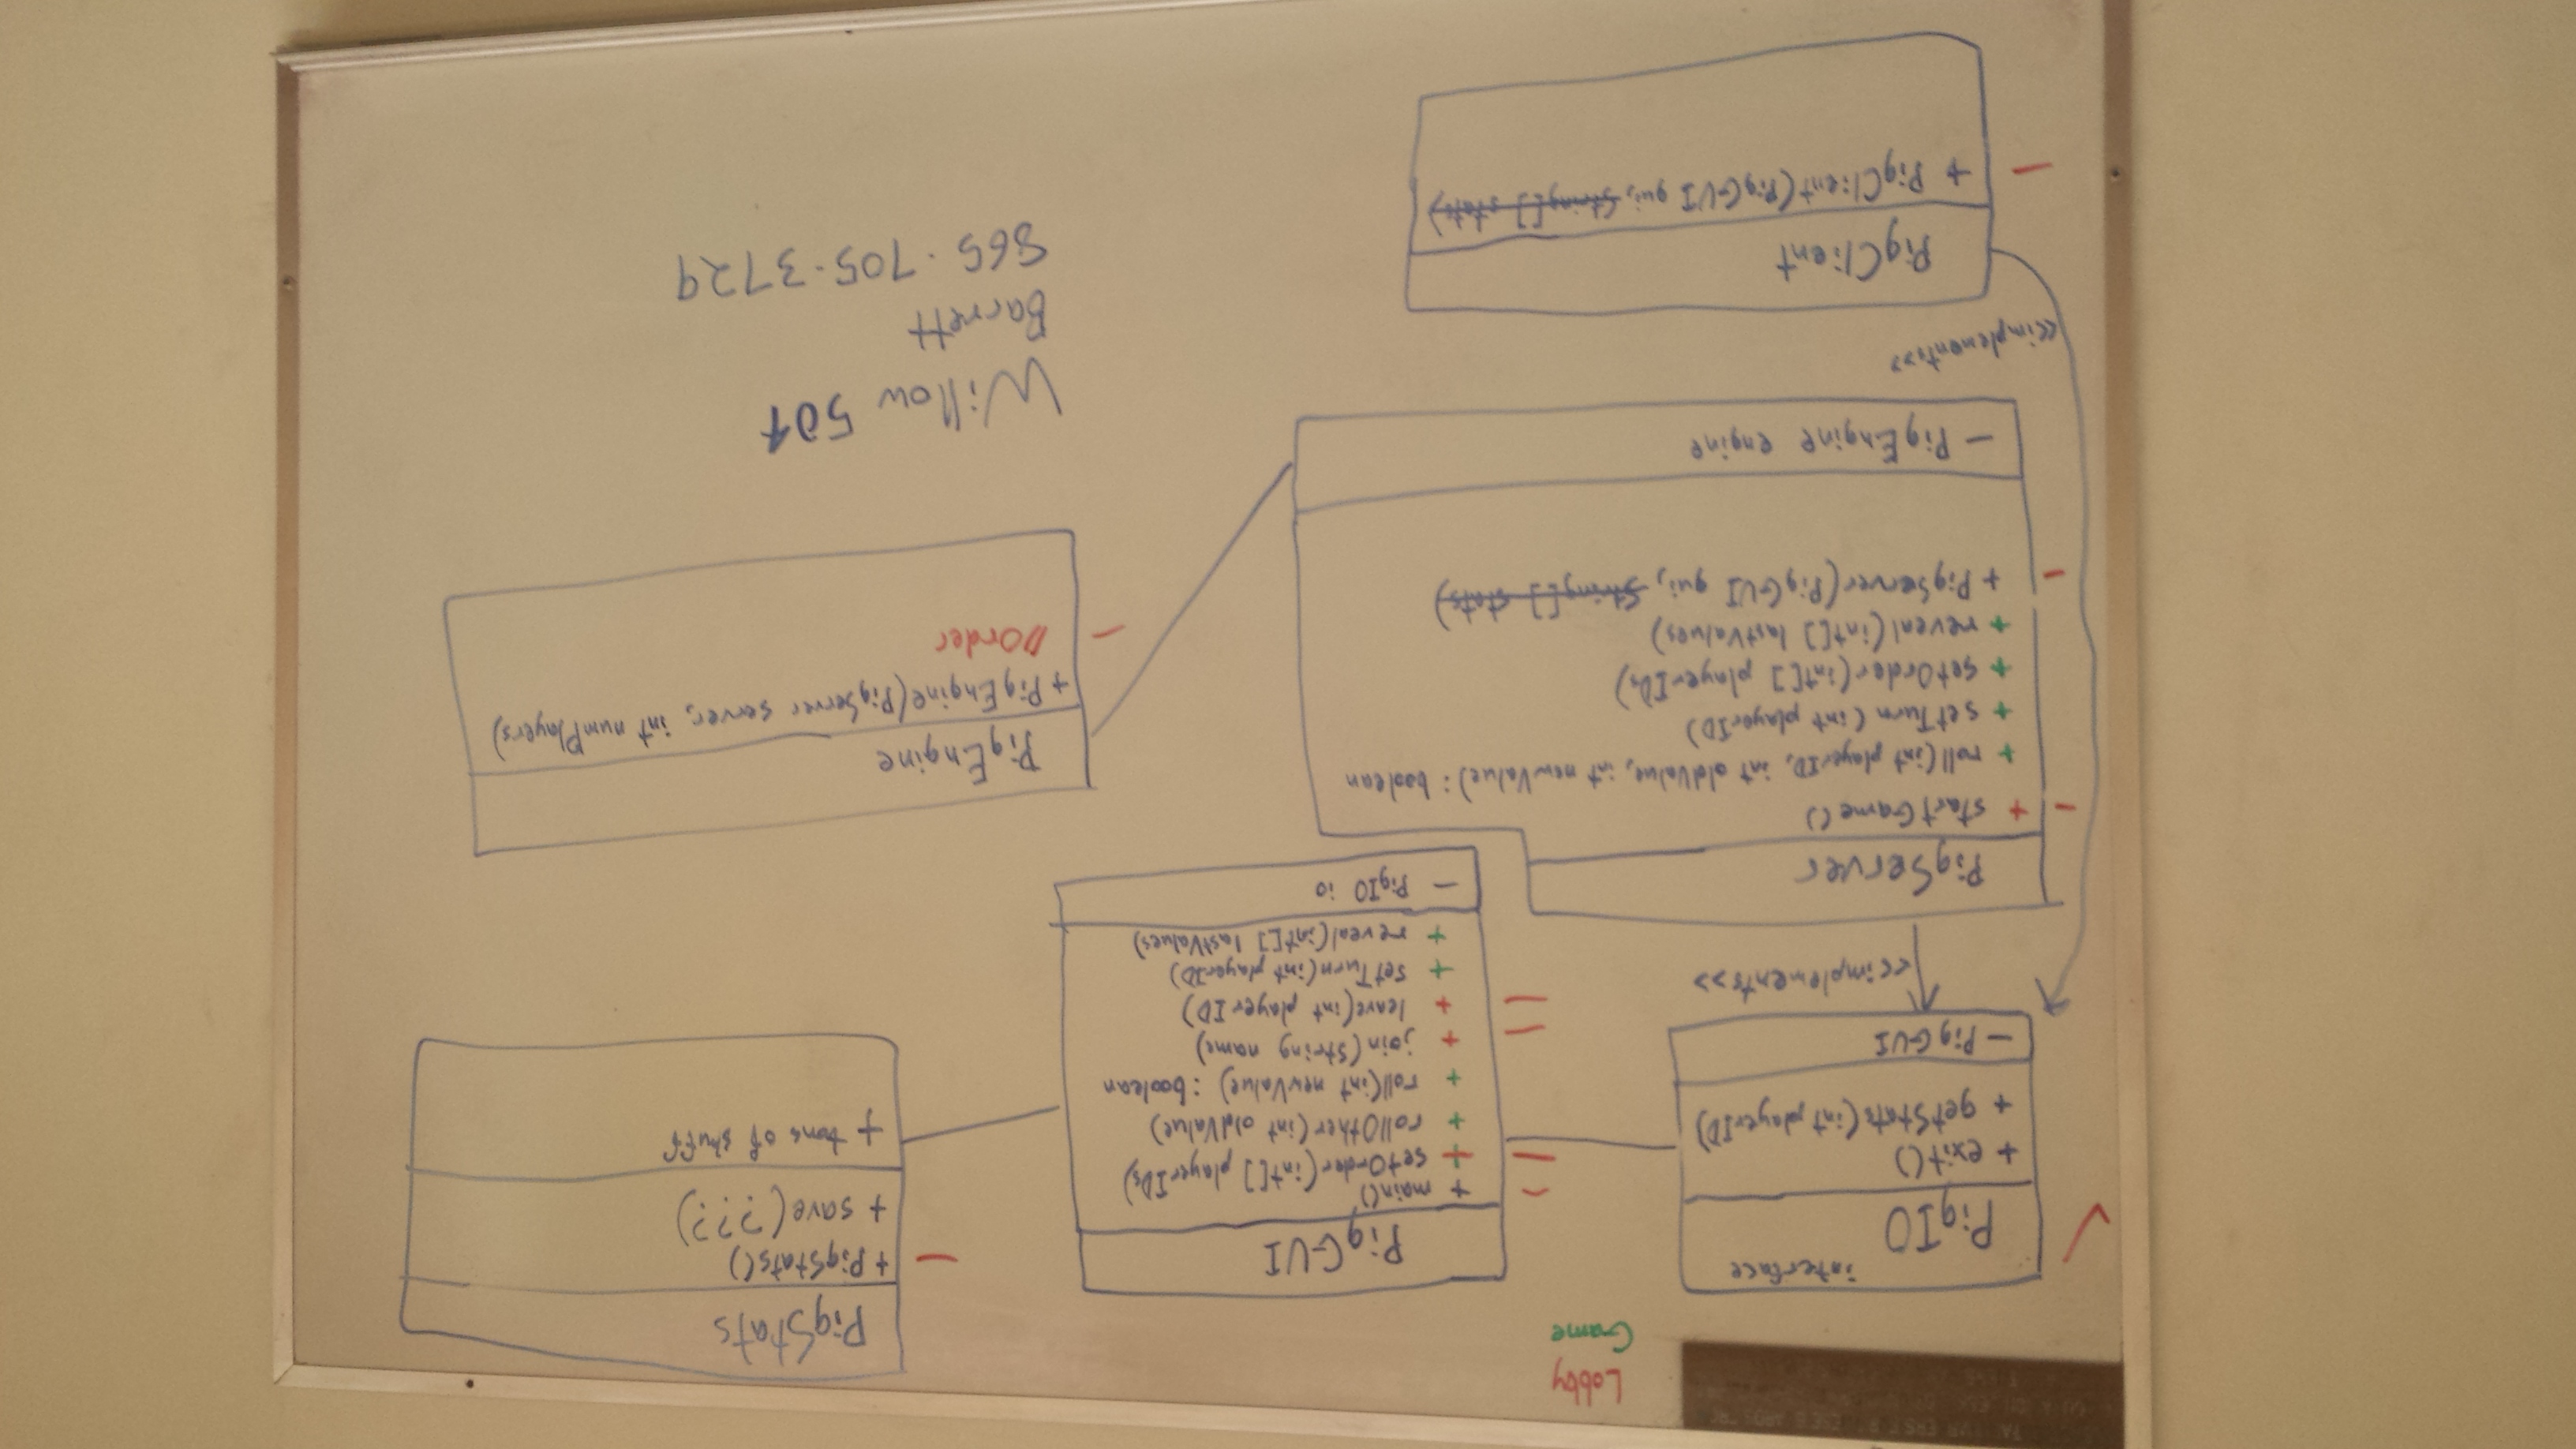 Lobby
Game
interface
PigIO
+ exit()
+ getStats(int playerID)
- PigGUI
<<implements>>
PigGUI
+ main()
+ setOrder(int[] playerIDs)
+ rollOther(int oldValue)
+ roll(int newValue) : boolean
+ join(String name)
+ leave(int playerID)
+ setTurn(int playerID)
+ reveal(int[] lastValues)
- PigIO io
PigStats
+ PigStats()
+ save(???)
+ tons of stuff
PigServer
+ startGame()
+ roll(int playerID, int oldValue, int newValue) : boolean
+ setTurn(int playerID)
+ setOrder(int[] playerIDs)
+ reveal(int[] lastValues)
+ PigServer(PigGUI gui, String[] stats)
- PigEngine engine
PigEngine
+ PigEngine(PigServer server, int numPlayers)
Order
<<implements>>
PigClient
+ PigClient(PigGUI gui, String[] stats)
Willow 504
Barrett
865.705.3729